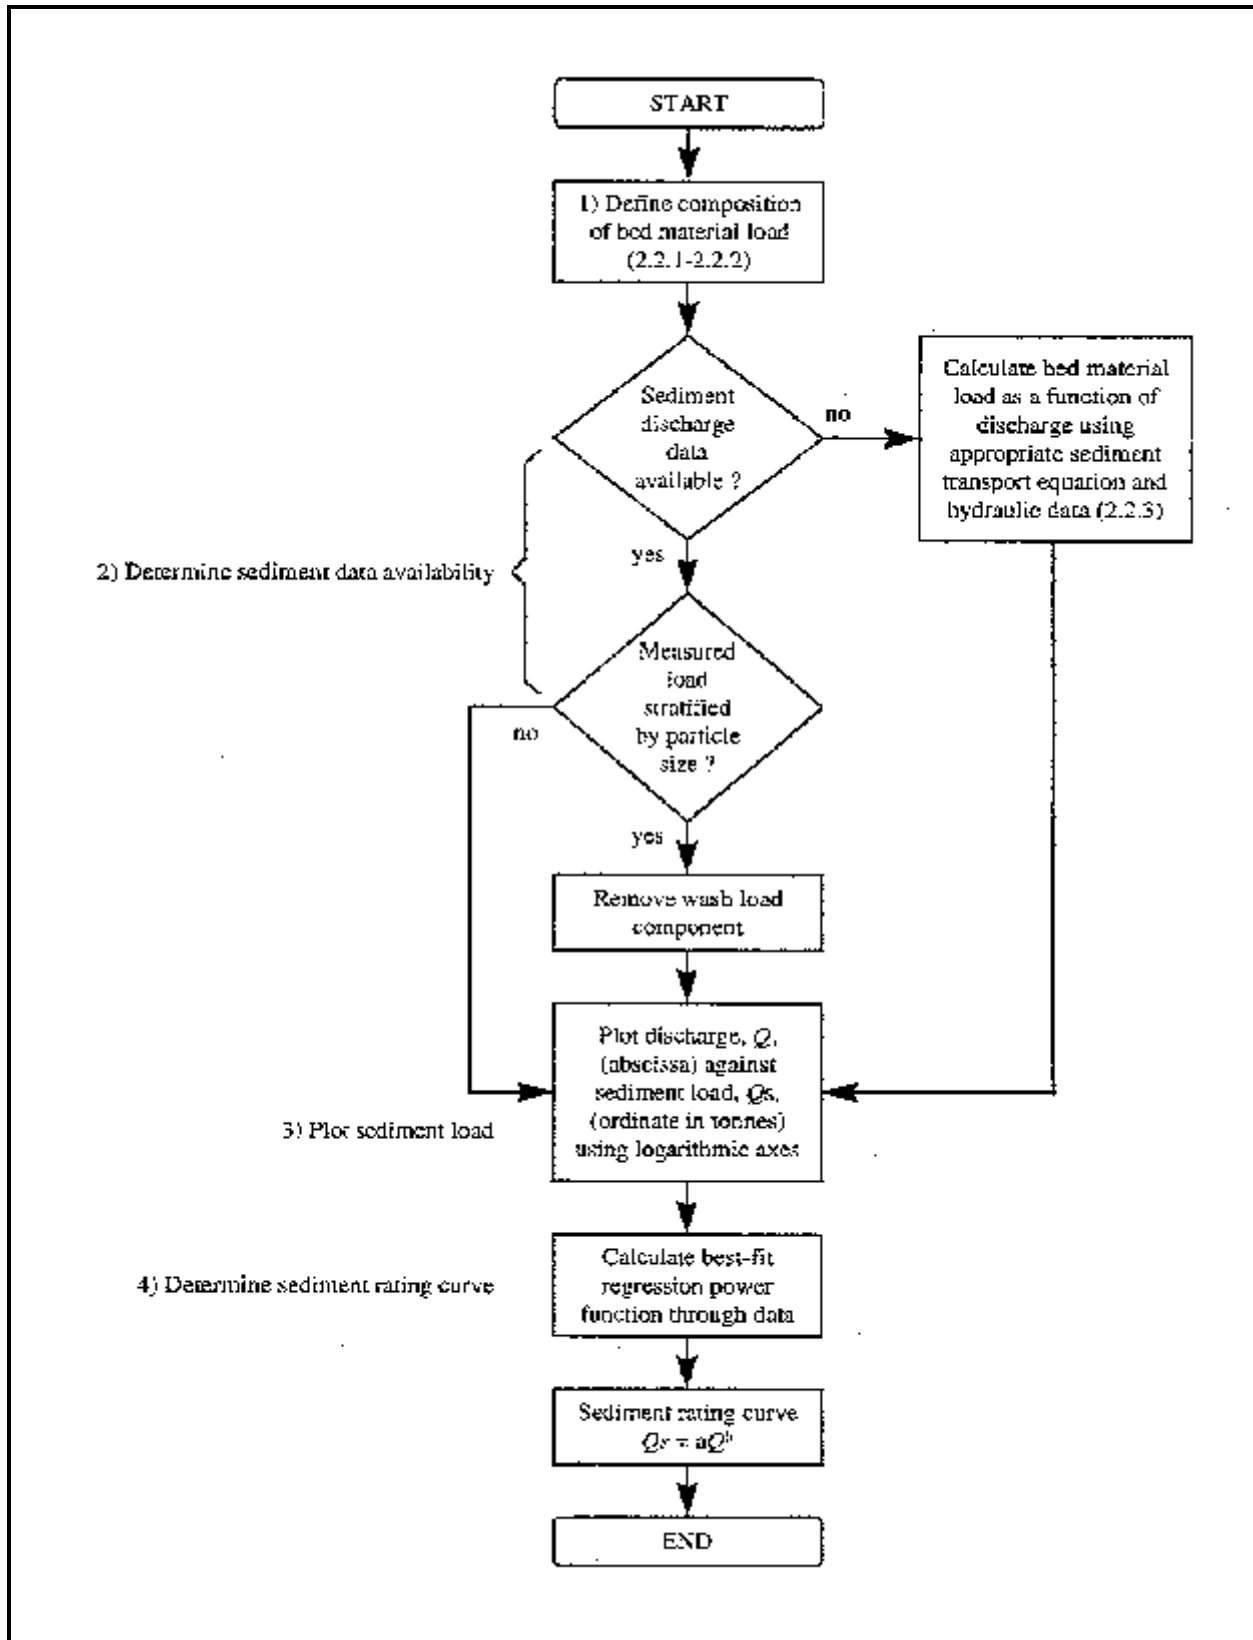 START
1) Define composition
of bed material load
(2.2.1-2.2.2)
Sediment
discharge
data
available ?
no
Calculate bed material
load as a function of
discharge using
appropriate sediment
transport equation and
hydraulic data (2.2.3)
yes
2) Determine sediment data availability
Measured
load
stratified
by particle
size ?
no
yes
Remove wash load
component
Plot discharge, Q,
(abscissa) against
sediment load, Qs,
(ordinate in tonnes)
using logarithmic axes
3) Plot sediment load
Calculate best-fit
regression power
function through data
4) Determine sediment rating curve
Sediment rating curve
Qs = aQᵇ
END